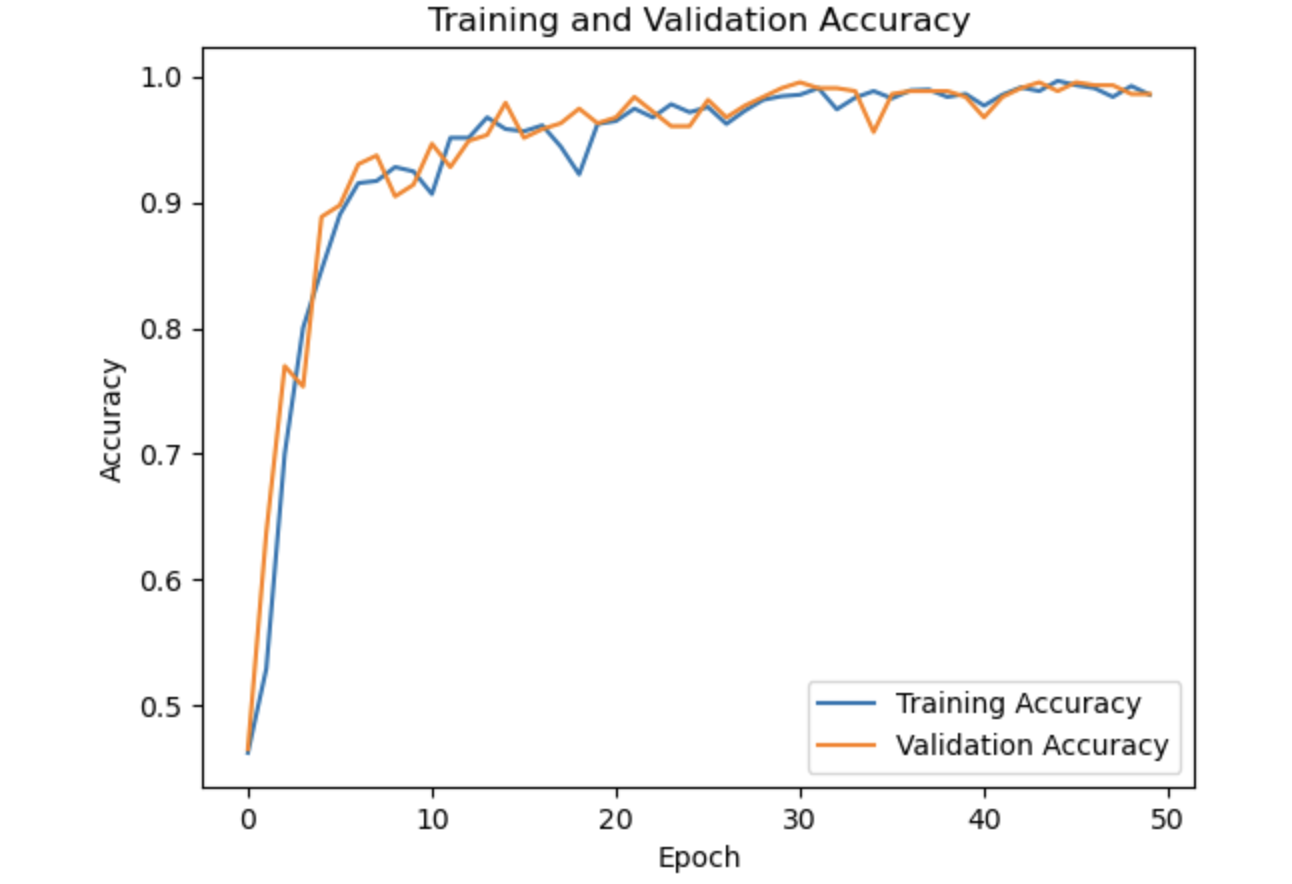 Training and Validation Accuracy
1.0
0.9
0.8
0.7
0.6
0.5
Accuracy
Training Accuracy
Validation Accuracy
0 10 20 30 40 50
Epoch